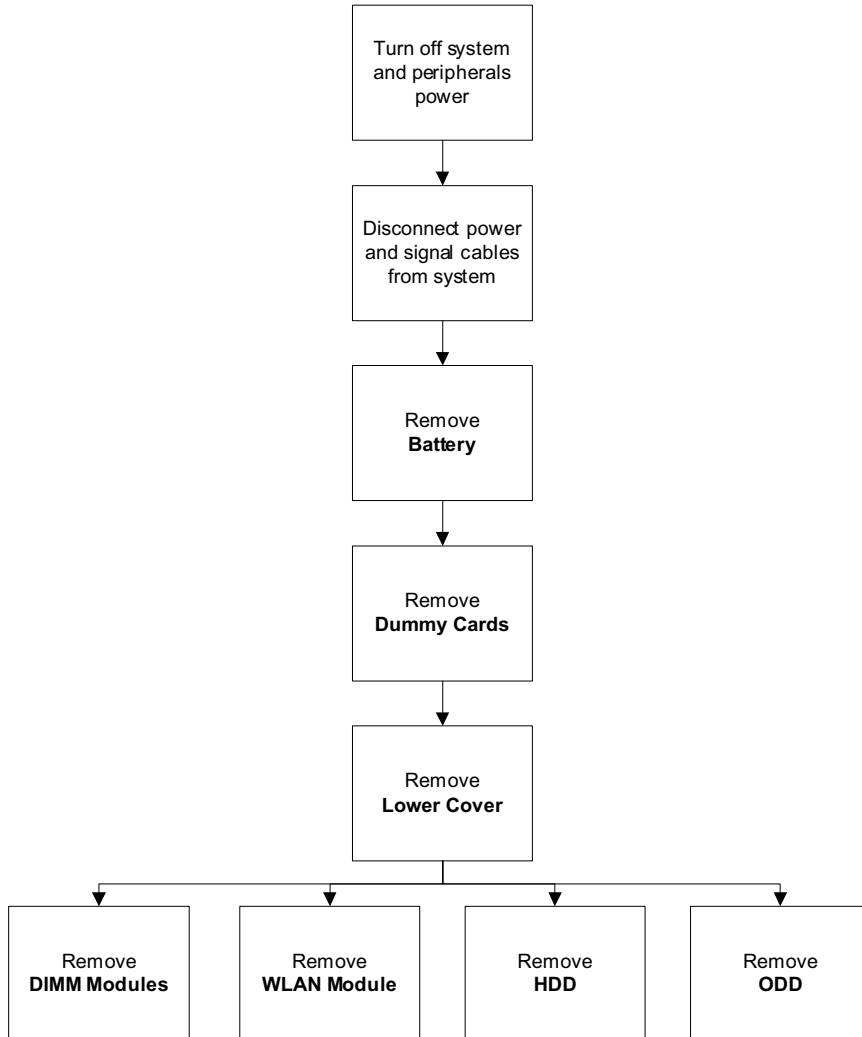 Turn off system
and peripherals
power
Disconnect power
and signal cables
from system
Remove
Battery
Remove
Dummy Cards
Remove
Lower Cover
Remove
DIMM Modules
Remove
WLAN Module
Remove
HDD
Remove
ODD